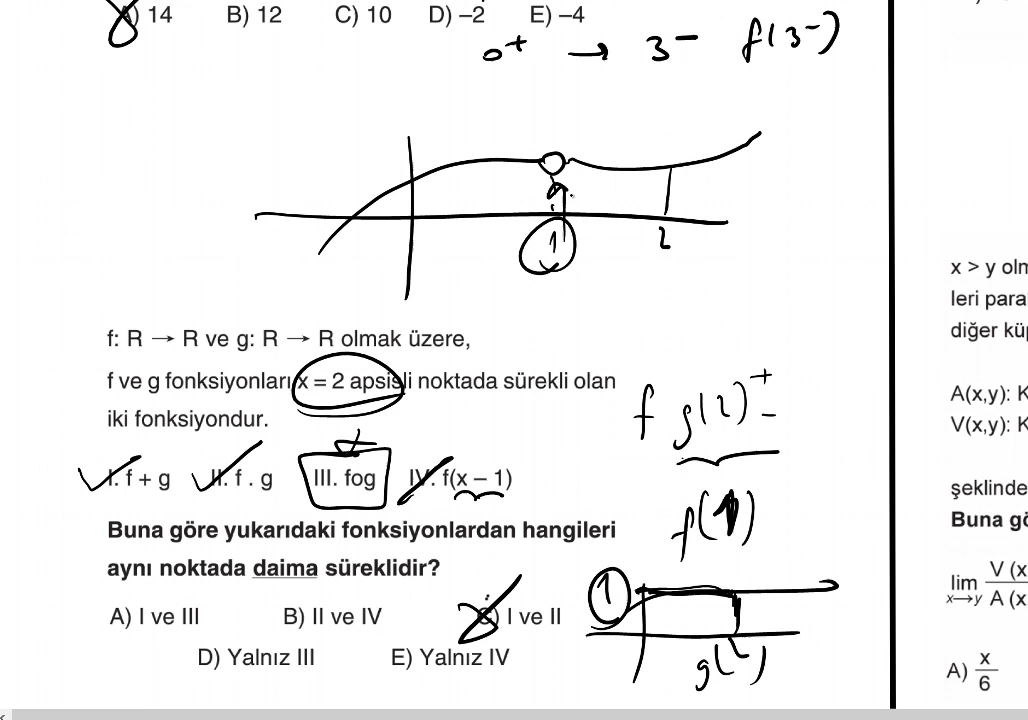 A) 14 B) 12 C) 10 D) –2 E) –4
0⁺ → 3⁻ f(3⁻)
1
2
f: R → R ve g: R → R olmak üzere,
f ve g fonksiyonları x = 2 apsisli noktada sürekli olan
iki fonksiyondur.
I. f + g II. f . g III. fog IV. f(x – 1)
Buna göre yukarıdaki fonksiyonlardan hangileri
aynı noktada daima süreklidir?
A) I ve III B) II ve IV C) I ve II
D) Yalnız III E) Yalnız IV
f g(2)
f(1)
1
g(2)
x > y olm
leri para
diğer küp
A(x,y): K
V(x,y): K
şeklinde
Buna gö
lim V (x
x→y A (x
A) x
6